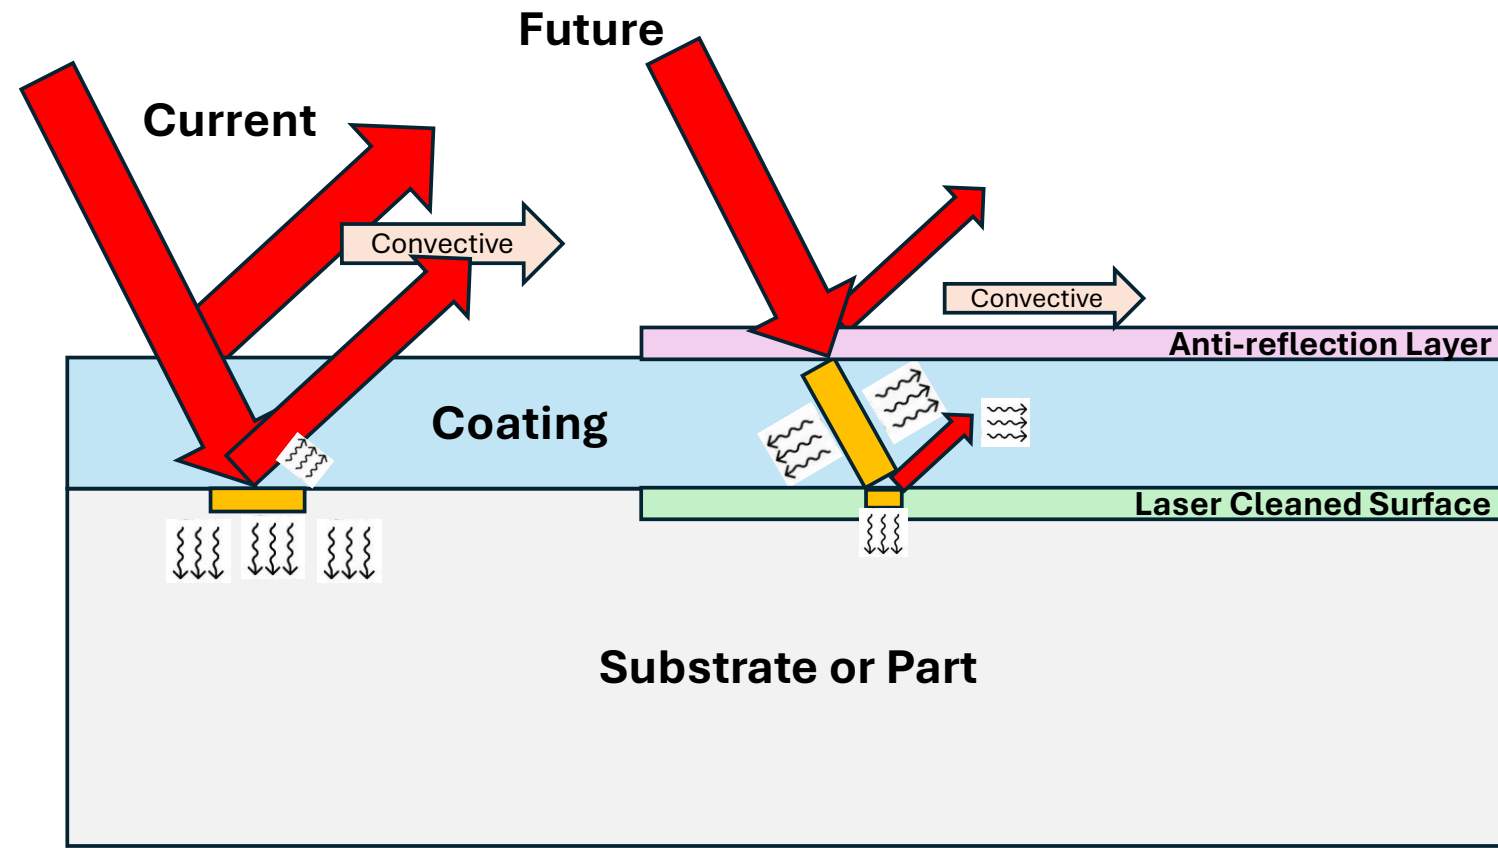 Future
Current
Convective
Convective
Anti-reflection Layer
Coating
Laser Cleaned Surface
Substrate or Part